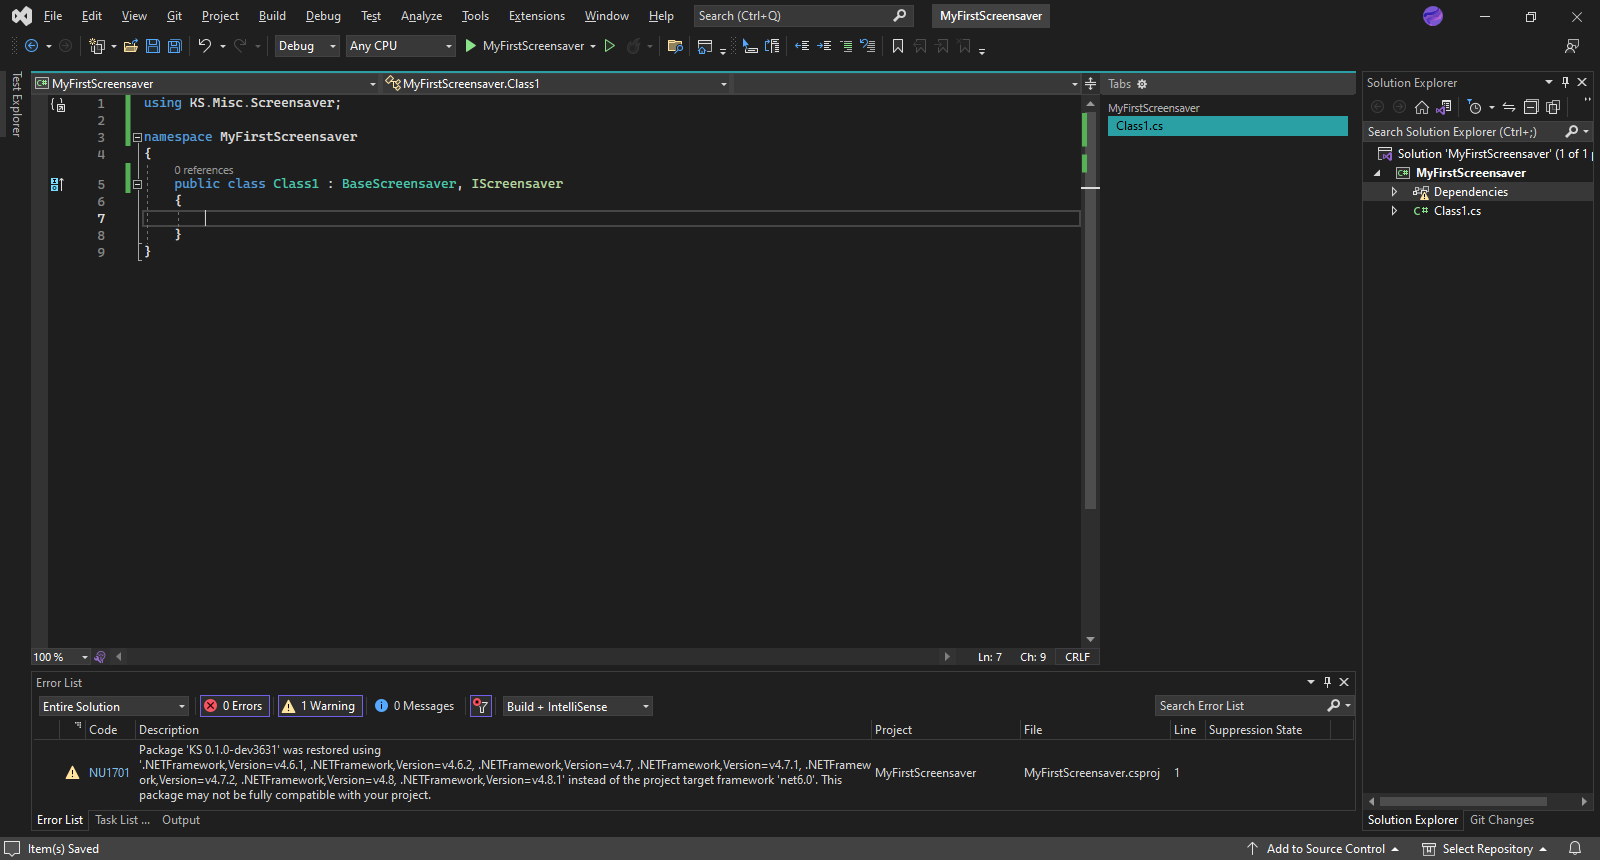 File Edit View Git Project Build Debug Test Analyze Tools Extensions Window Help Search (Ctrl+Q) MyFirstScreensaver
Debug Any CPU MyFirstScreensaver
Test Explorer
C# MyFirstScreensaver MyFirstScreensaver.Class1
1 using KS.Misc.Screensaver;
2
3 namespace MyFirstScreensaver
4 {
0 references
5 public class Class1 : BaseScreensaver, IScreensaver
6 {
7
8 }
9 }
100 % Ln: 7 Ch: 9 CRLF
Tabs
MyFirstScreensaver
Class1.cs
Solution Explorer
Search Solution Explorer (Ctrl+;)
Solution 'MyFirstScreensaver' (1 of 1
C# MyFirstScreensaver
Dependencies
C# Class1.cs
Solution Explorer Git Changes
Error List
Entire Solution 0 Errors 1 Warning 0 Messages Build + IntelliSense Search Error List
Code Description Project File Line Suppression State
NU1701
Package 'KS 0.1.0-dev3631' was restored using
'.NETFramework,Version=v4.6.1, .NETFramework,Version=v4.6.2, .NETFramework,Version=v4.7, .NETFramework,Version=v4.7.1, .NETFramew
ork,Version=v4.7.2, .NETFramework,Version=v4.8, .NETFramework,Version=v4.8.1' instead of the project target framework 'net6.0'. This
package may not be fully compatible with your project.
MyFirstScreensaver MyFirstScreensaver.csproj 1
Error List Task List ... Output
Item(s) Saved Add to Source Control Select Repository